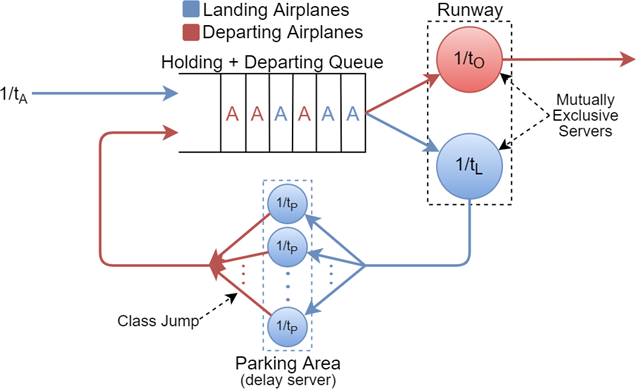 Landing Airplanes
Departing Airplanes
Runway
Holding + Departing Queue
1/tA
A A A A A A
1/tO
Mutually
Exclusive
Servers
1/tL
1/tP
1/tP
1/tP
Class Jump
Parking Area
(delay server)